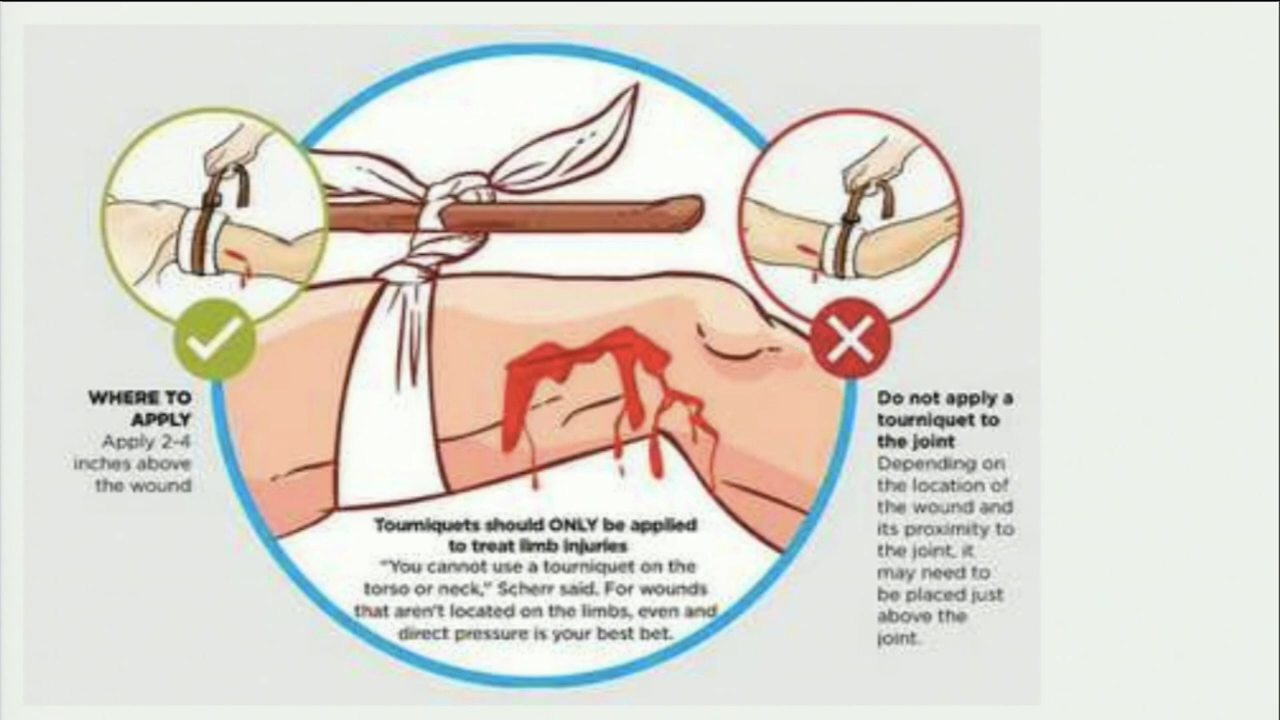 WHERE TO
APPLY
Apply 2-4
inches above
the wound
Tourniquets should ONLY be applied
to treat limb injuries
"You cannot use a tourniquet on the
torso or neck," Scherr said. For wounds
that aren't located on the limbs, even and
direct pressure is your best bet.
Do not apply a
tourniquet to
the joint
Depending on
the location of
the wound and
its proximity to
the joint, it
may need to
be placed just
above the
joint.